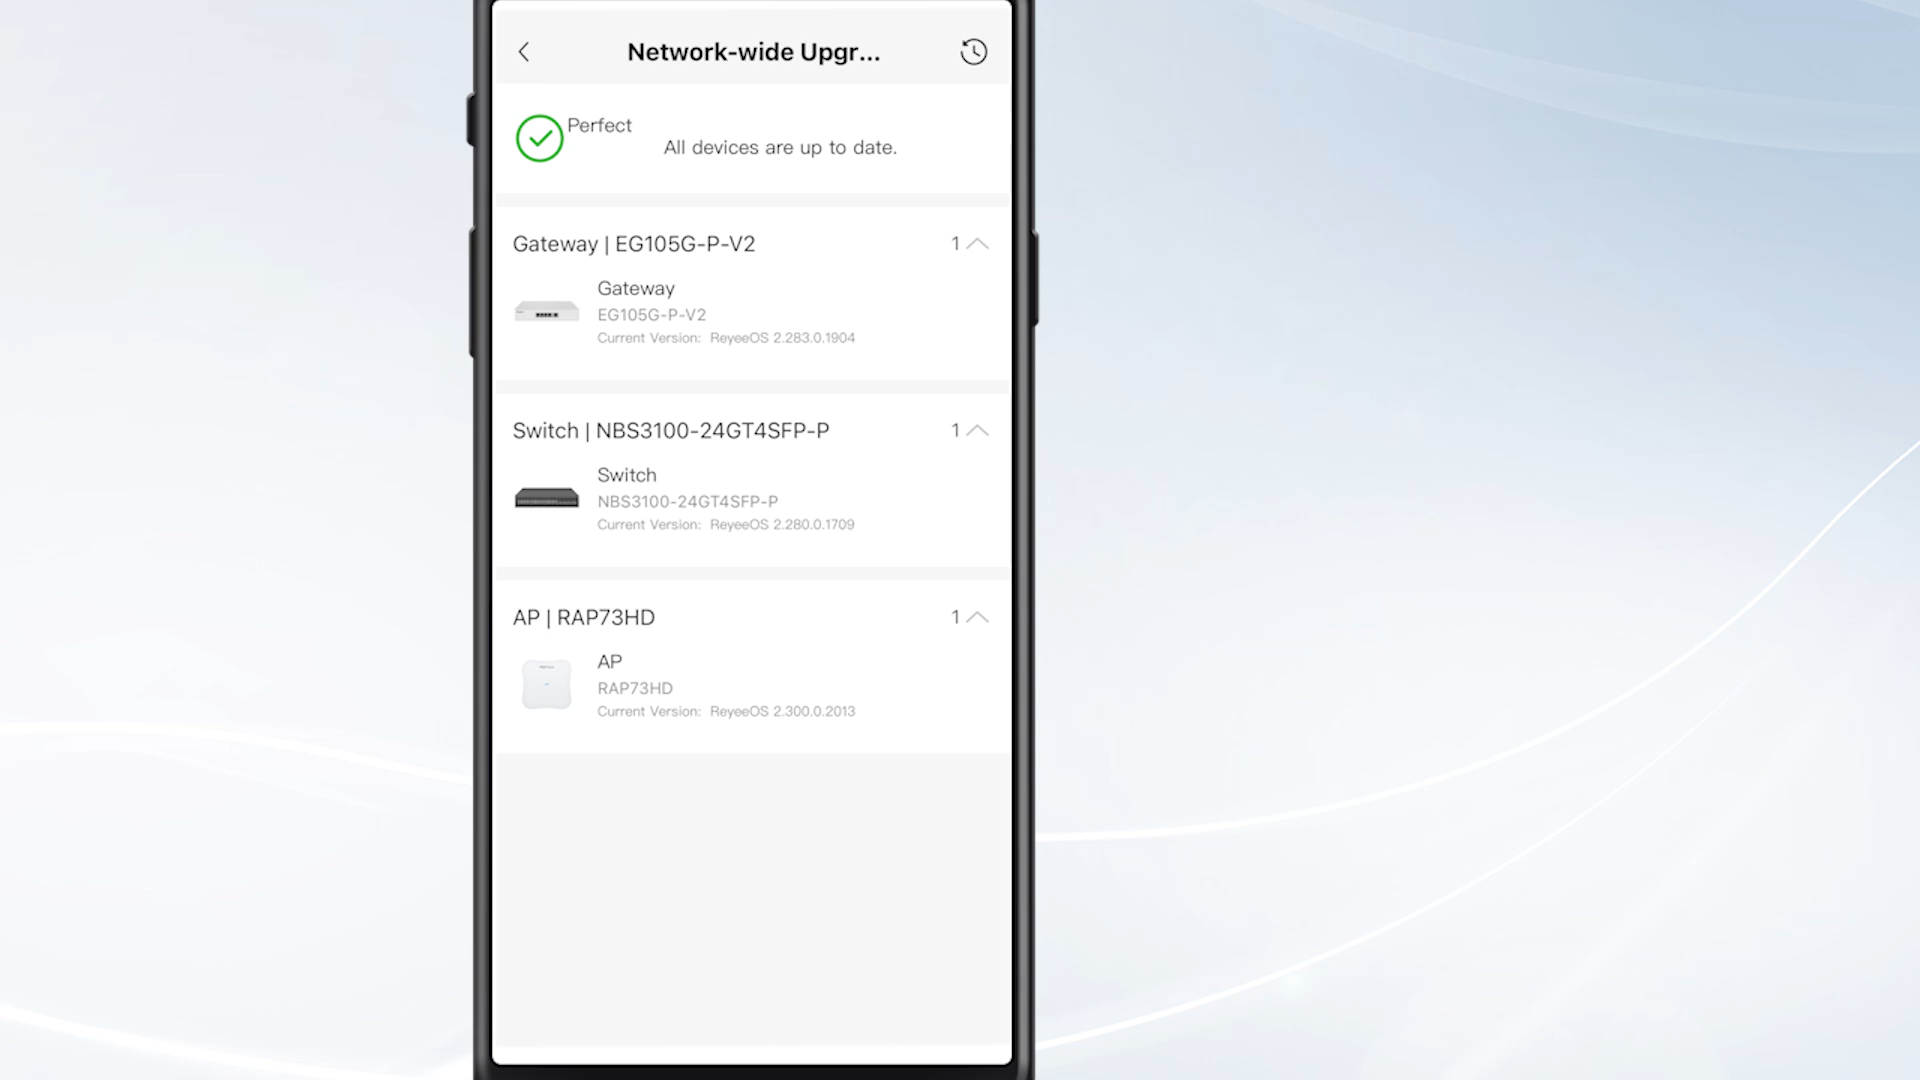 Network-wide Upgr...
Perfect
All devices are up to date.
Gateway | EG105G-P-V2 1
Gateway
EG105G-P-V2
Current Version: ReyeeOS 2.283.0.1904
Switch | NBS3100-24GT4SFP-P 1
Switch
NBS3100-24GT4SFP-P
Current Version: ReyeeOS 2.280.0.1709
AP | RAP73HD 1
AP
RAP73HD
Current Version: ReyeeOS 2.300.0.2013